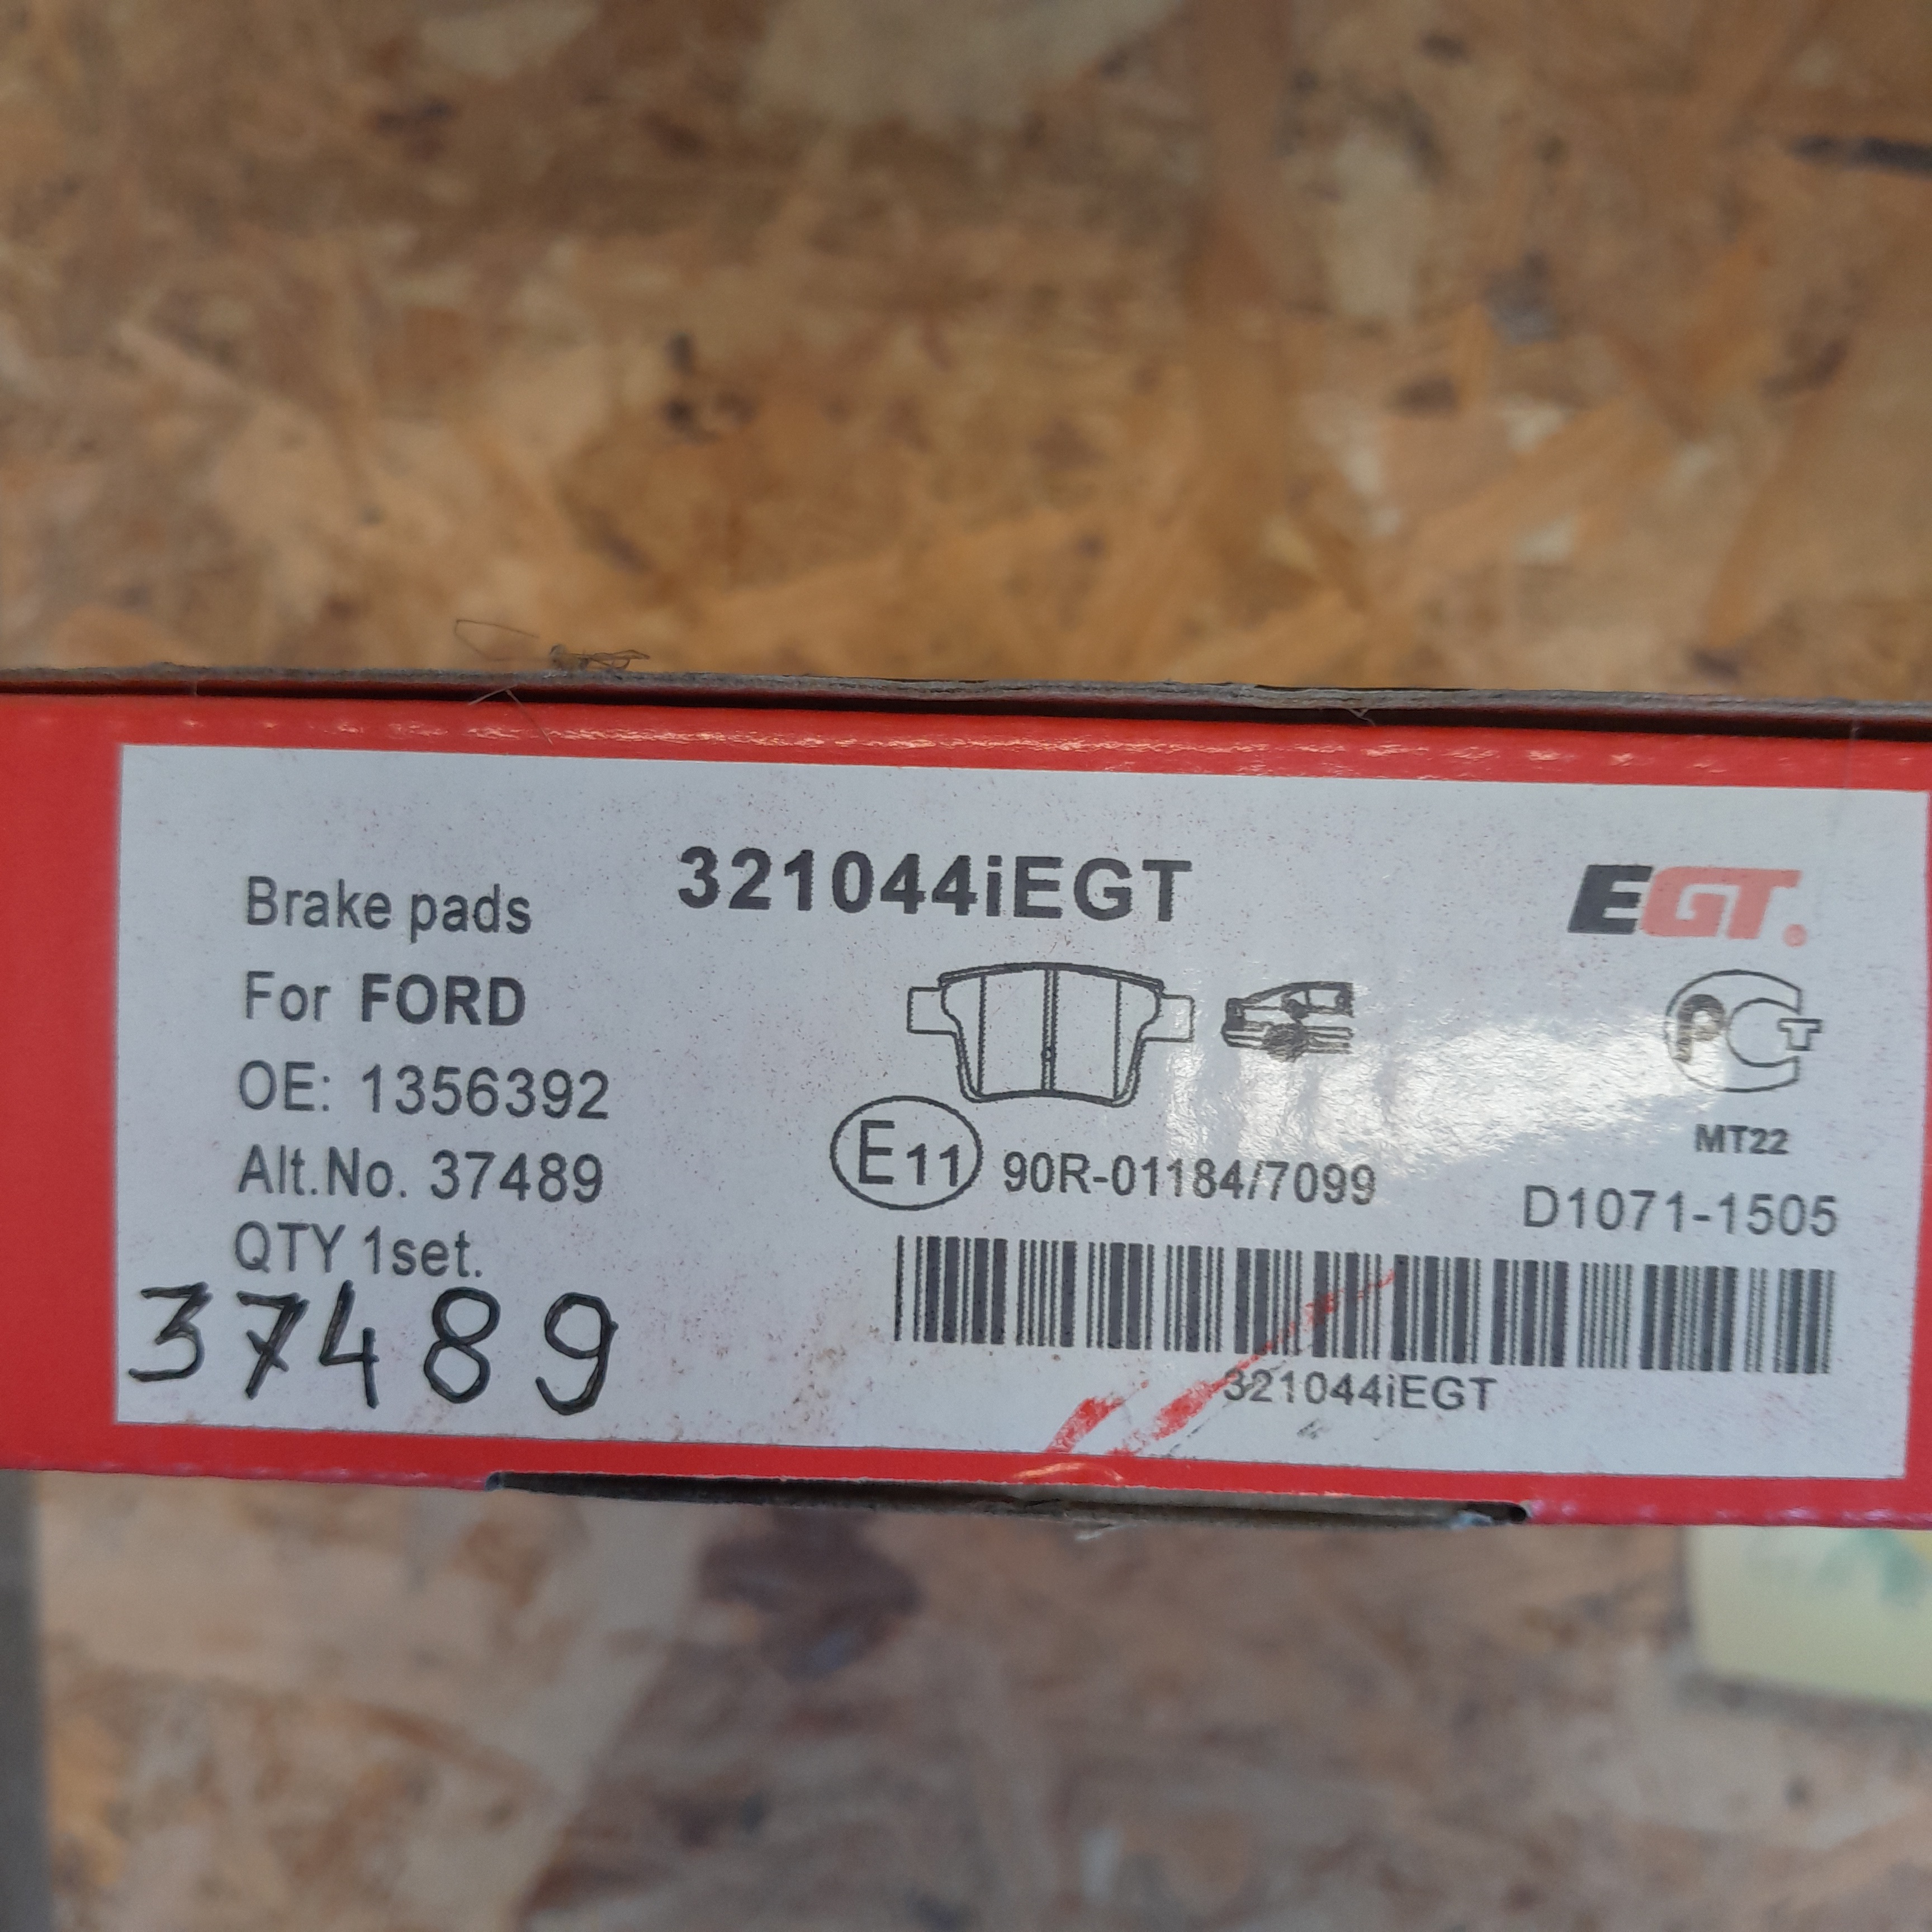 Brake pads
321044iEGT
EGT®
For FORD
OE: 1356392
Alt.No. 37489
QTY 1set.
37489
E11 90R-01184/7099
PCT
MT22
D1071-1505
321044iEGT